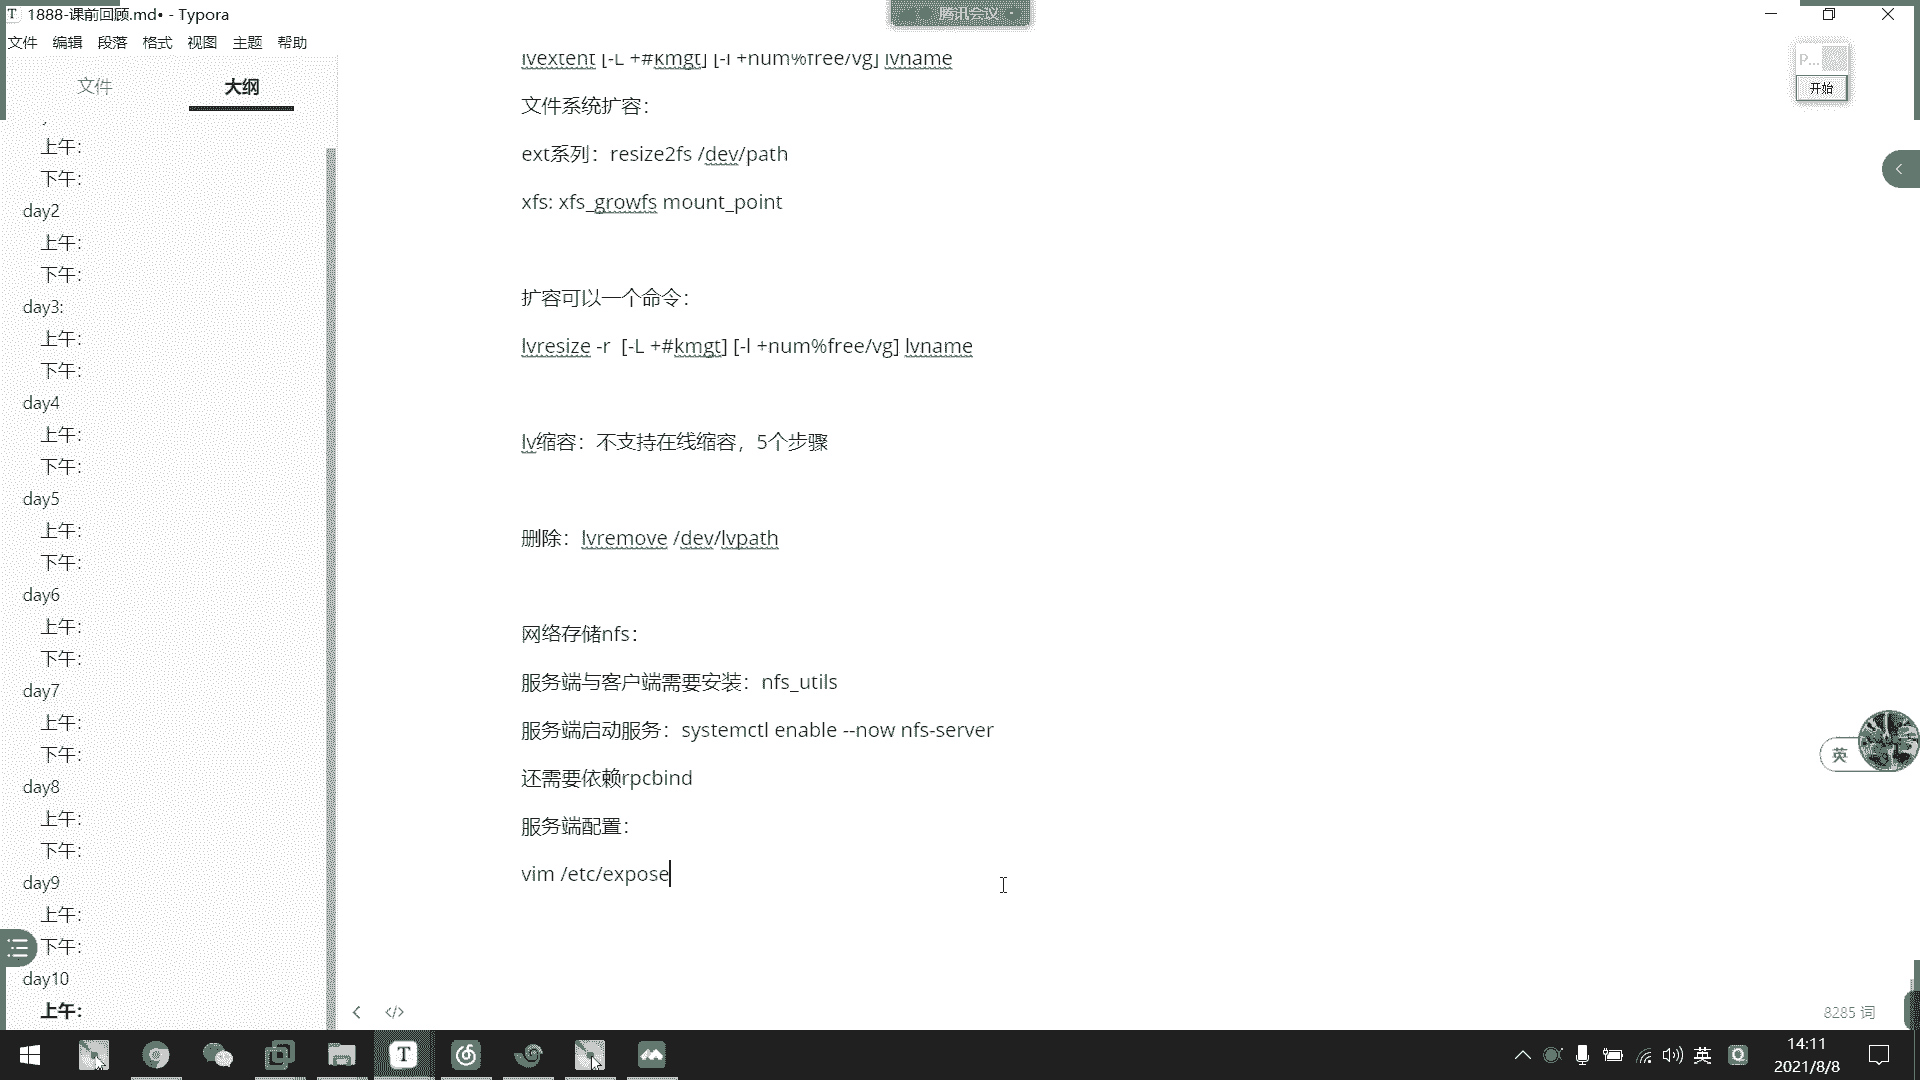 1888-课前回顾.md• - Typora
腾讯会议
文件 编辑 段落 格式 视图 主题 帮助
文件 大纲
上午：
下午：
day2
上午：
下午：
day3:
上午：
下午：
day4
上午：
下午：
day5
上午：
下午：
day6
上午：
下午：
day7
上午：
下午：
day8
上午：
下午：
day9
上午：
下午：
day10
上午：
lvextent [-L +#kmgt] [-l +num%free/vg] lvname
文件系统扩容：
ext系列：resize2fs /dev/path
xfs: xfs_growfs mount_point
扩容可以一个命令：
lvresize -r  [-L +#kmgt] [-l +num%free/vg] lvname
lv缩容：不支持在线缩容，5个步骤
删除：lvremove /dev/lvpath
网络存储nfs：
服务端与客户端需要安装：nfs_utils
服务端启动服务：systemctl enable --now nfs-server
还需要依赖rpcbind
服务端配置：
vim /etc/expose
P...
开始
英
8285 词
英
14:11
2021/8/8